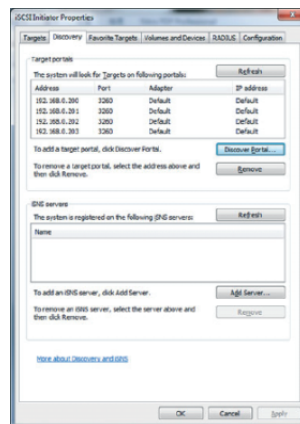 iSCSI Initiator Properties
Targets Discovery Favorite Targets Volumes and Devices RADIUS Configuration
Target portals
The system will look for Targets on following portals:
Refresh
Address Port Adapter IP address
192.168.0.200 3260 Default Default
192.168.0.201 3260 Default Default
192.168.0.202 3260 Default Default
192.168.0.203 3260 Default Default
To add a target portal, click Discover Portal.
Discover Portal...
To remove a target portal, select the address above and
then click Remove.
Remove
iSNS servers
The system is registered on the following iSNS servers:
Refresh
Name
To add an iSNS server, click Add Server.
Add Server...
To remove an iSNS server, select the server above and
then click Remove.
Remove
More about Discovery and iSNS
OK Cancel Apply